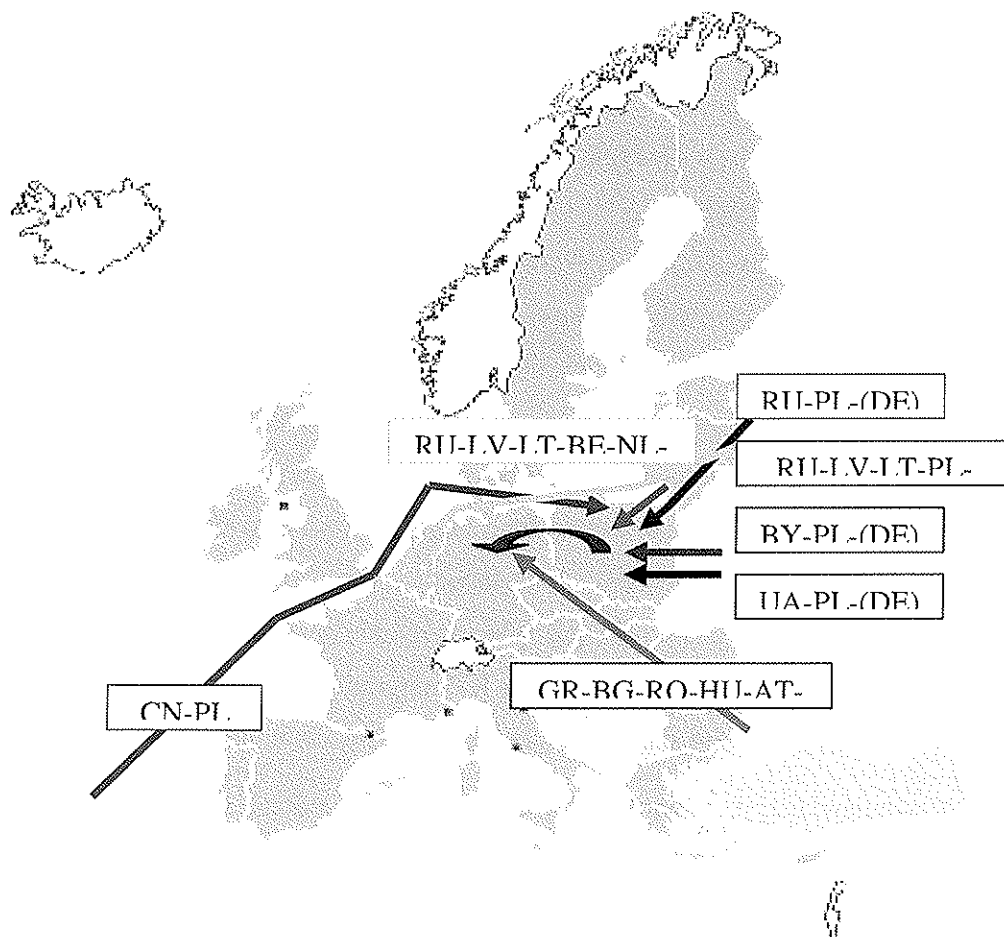 RU-PL-(DE)
RU-LV-LT-BE-NL-
RU-LV-LT-PL-
BY-PL-(DE)
UA-PL-(DE)
GR-BG-RO-HU-AT-
CN-PL